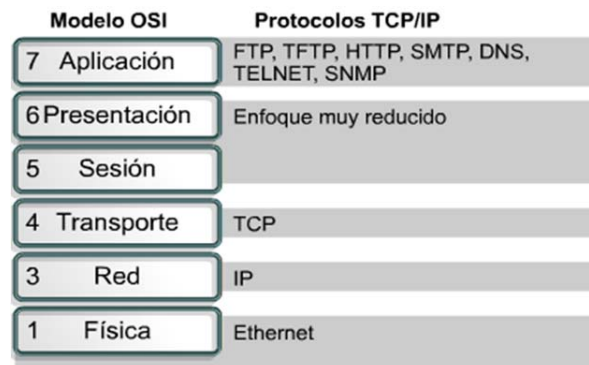 Modelo OSI Protocolos TCP/IP
7 Aplicación FTP, TFTP, HTTP, SMTP, DNS,
TELNET, SNMP
6 Presentación Enfoque muy reducido
5 Sesión
4 Transporte TCP
3 Red IP
1 Física Ethernet